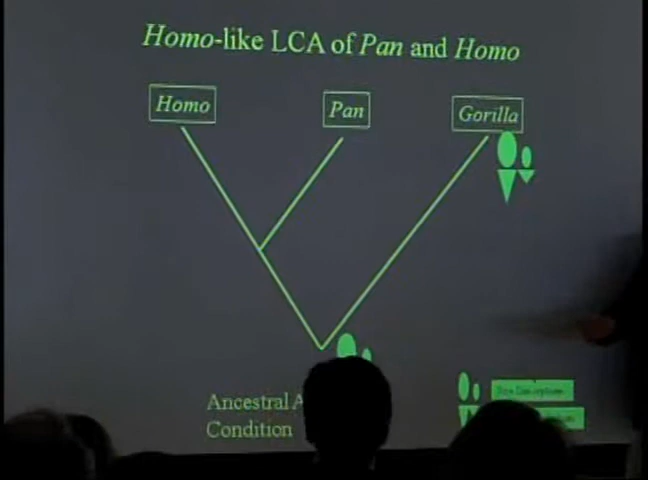 Homo-like LCA of Pan and Homo
Homo
Pan
Gorilla
Ancestral A
Condition